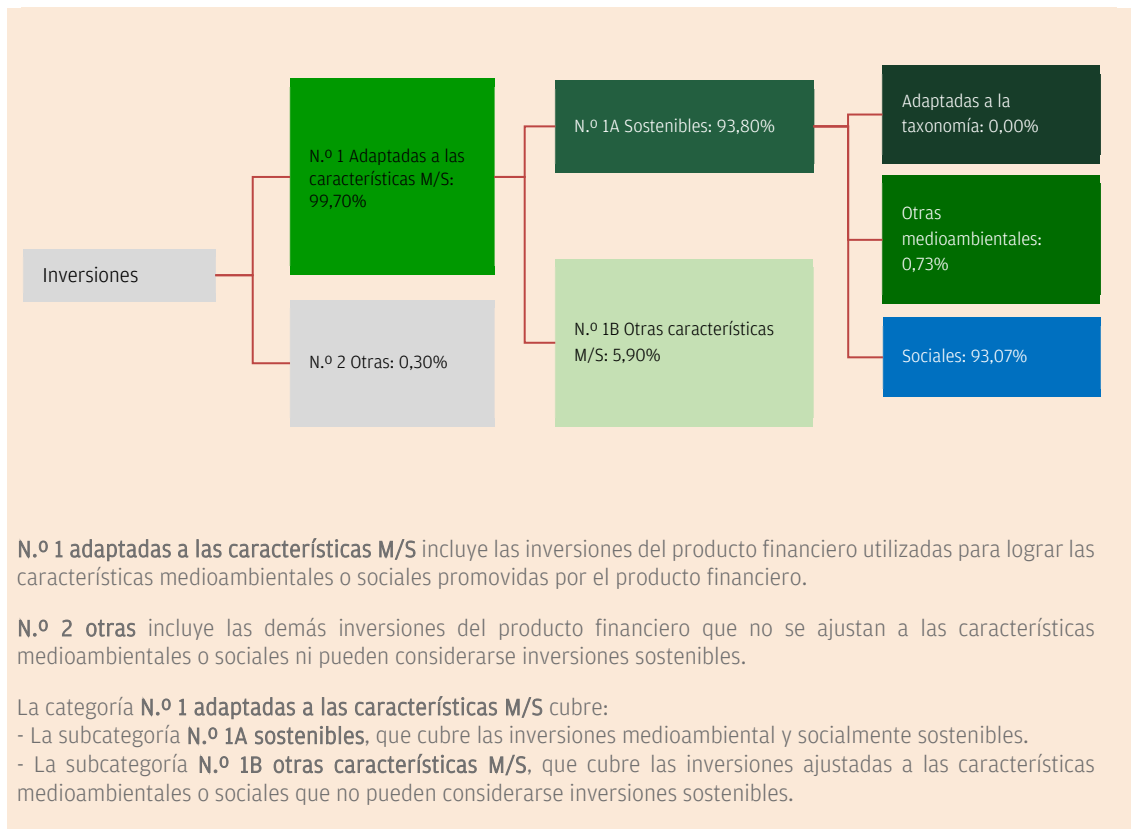 Inversiones
N.º 1 Adaptadas a las
características M/S:
99,70%
N.º 2 Otras: 0,30%
N.º 1A Sostenibles: 93,80%
N.º 1B Otras características
M/S: 5,90%
Adaptadas a la
taxonomía: 0,00%
Otras
medioambientales:
0,73%
Sociales: 93,07%
N.º 1 adaptadas a las características M/S incluye las inversiones del producto financiero utilizadas para lograr las
características medioambientales o sociales promovidas por el producto financiero.
N.º 2 otras incluye las demás inversiones del producto financiero que no se ajustan a las características
medioambientales o sociales ni pueden considerarse inversiones sostenibles.
La categoría N.º 1 adaptadas a las características M/S cubre:
- La subcategoría N.º 1A sostenibles, que cubre las inversiones medioambiental y socialmente sostenibles.
- La subcategoría N.º 1B otras características M/S, que cubre las inversiones ajustadas a las características
medioambientales o sociales que no pueden considerarse inversiones sostenibles.